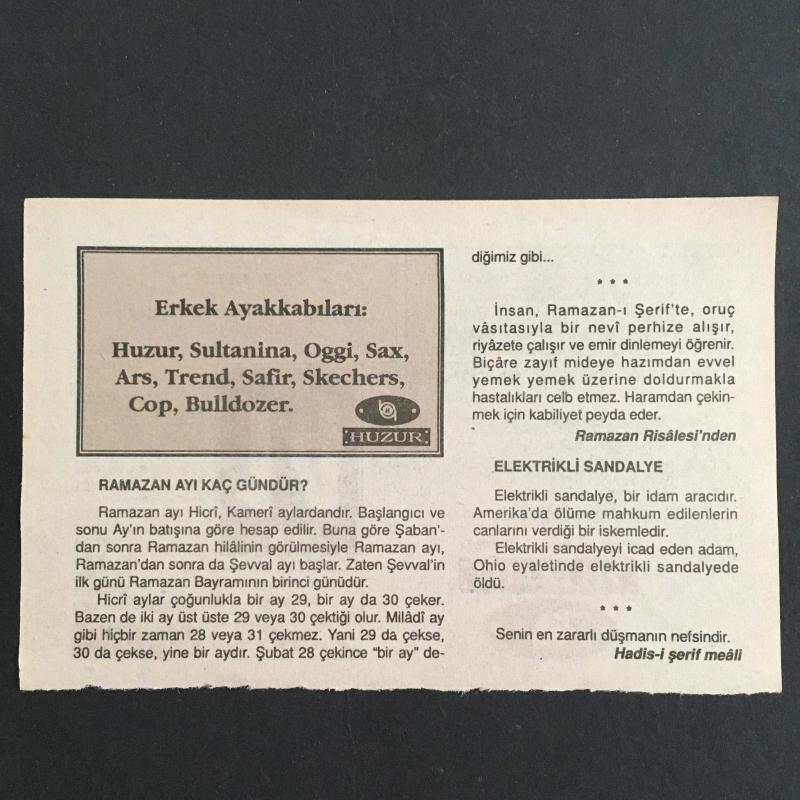 Erkek Ayakkabıları:
Huzur, Sultanina, Oggi, Sax,
Ars, Trend, Safir, Skechers,
Cop, Bulldozer.
HUZUR
RAMAZAN AYI KAÇ GÜNDÜR?
Ramazan ayı Hicrî, Kamerî aylardandır. Başlangıcı ve
sonu Ay'ın batışına göre hesap edilir. Buna göre Şaban'-
dan sonra Ramazan hilâlinin görülmesiyle Ramazan ayı,
Ramazan'dan sonra da Şevval ayı başlar. Zaten Şevval'in
ilk günü Ramazan Bayramının birinci günüdür.
Hicrî aylar çoğunlukla bir ay 29, bir ay da 30 çeker.
Bazen de iki ay üst üste 29 veya 30 çektiği olur. Milâdî ay
gibi hiçbir zaman 28 veya 31 çekmez. Yani 29 da çekse,
30 da çekse, yine bir aydır. Şubat 28 çekince "bir ay" de-
diğimiz gibi...
* * *
İnsan, Ramazan-ı Şerif'te, oruç
vâsıtasıyla bir nevî perhize alışır,
riyâzete çalışır ve emir dinlemeyi öğrenir.
Biçâre zayıf mideye hazımdan evvel
yemek yemek üzerine doldurmakla
hastalıkları celb etmez. Haramdan çekin-
mek için kabiliyet peyda eder.
Ramazan Risâlesi'nden
ELEKTRİKLİ SANDALYE
Elektrikli sandalye, bir idam aracıdır.
Amerika'da ölüme mahkum edilenlerin
canlarını verdiği bir iskemledir.
Elektrikli sandalyeyi icad eden adam,
Ohio eyaletinde elektrikli sandalyede
öldü.
* * *
Senin en zararlı düşmanın nefsindir.
Hadis-i şerif meâli